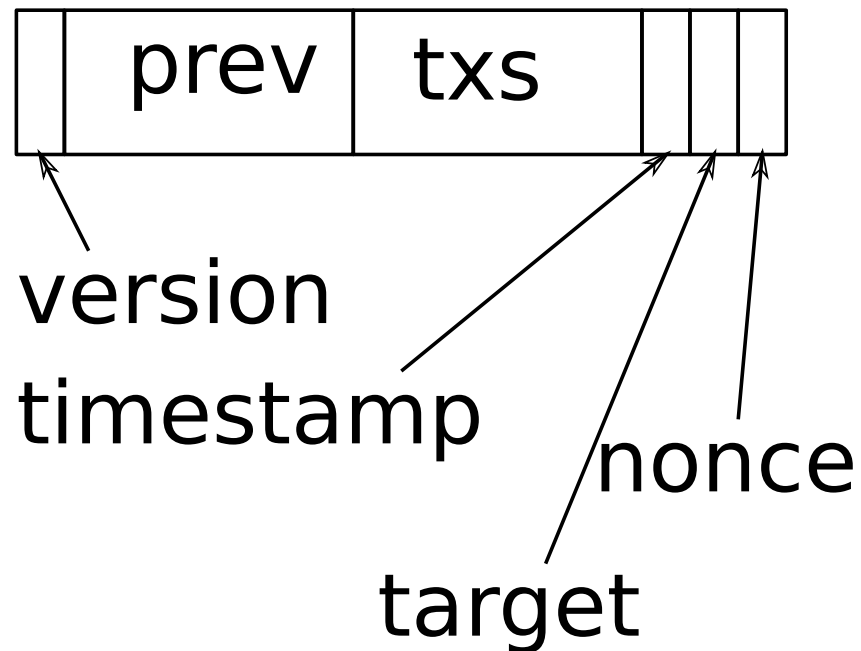 prev
txs
version
timestamp
nonce
target